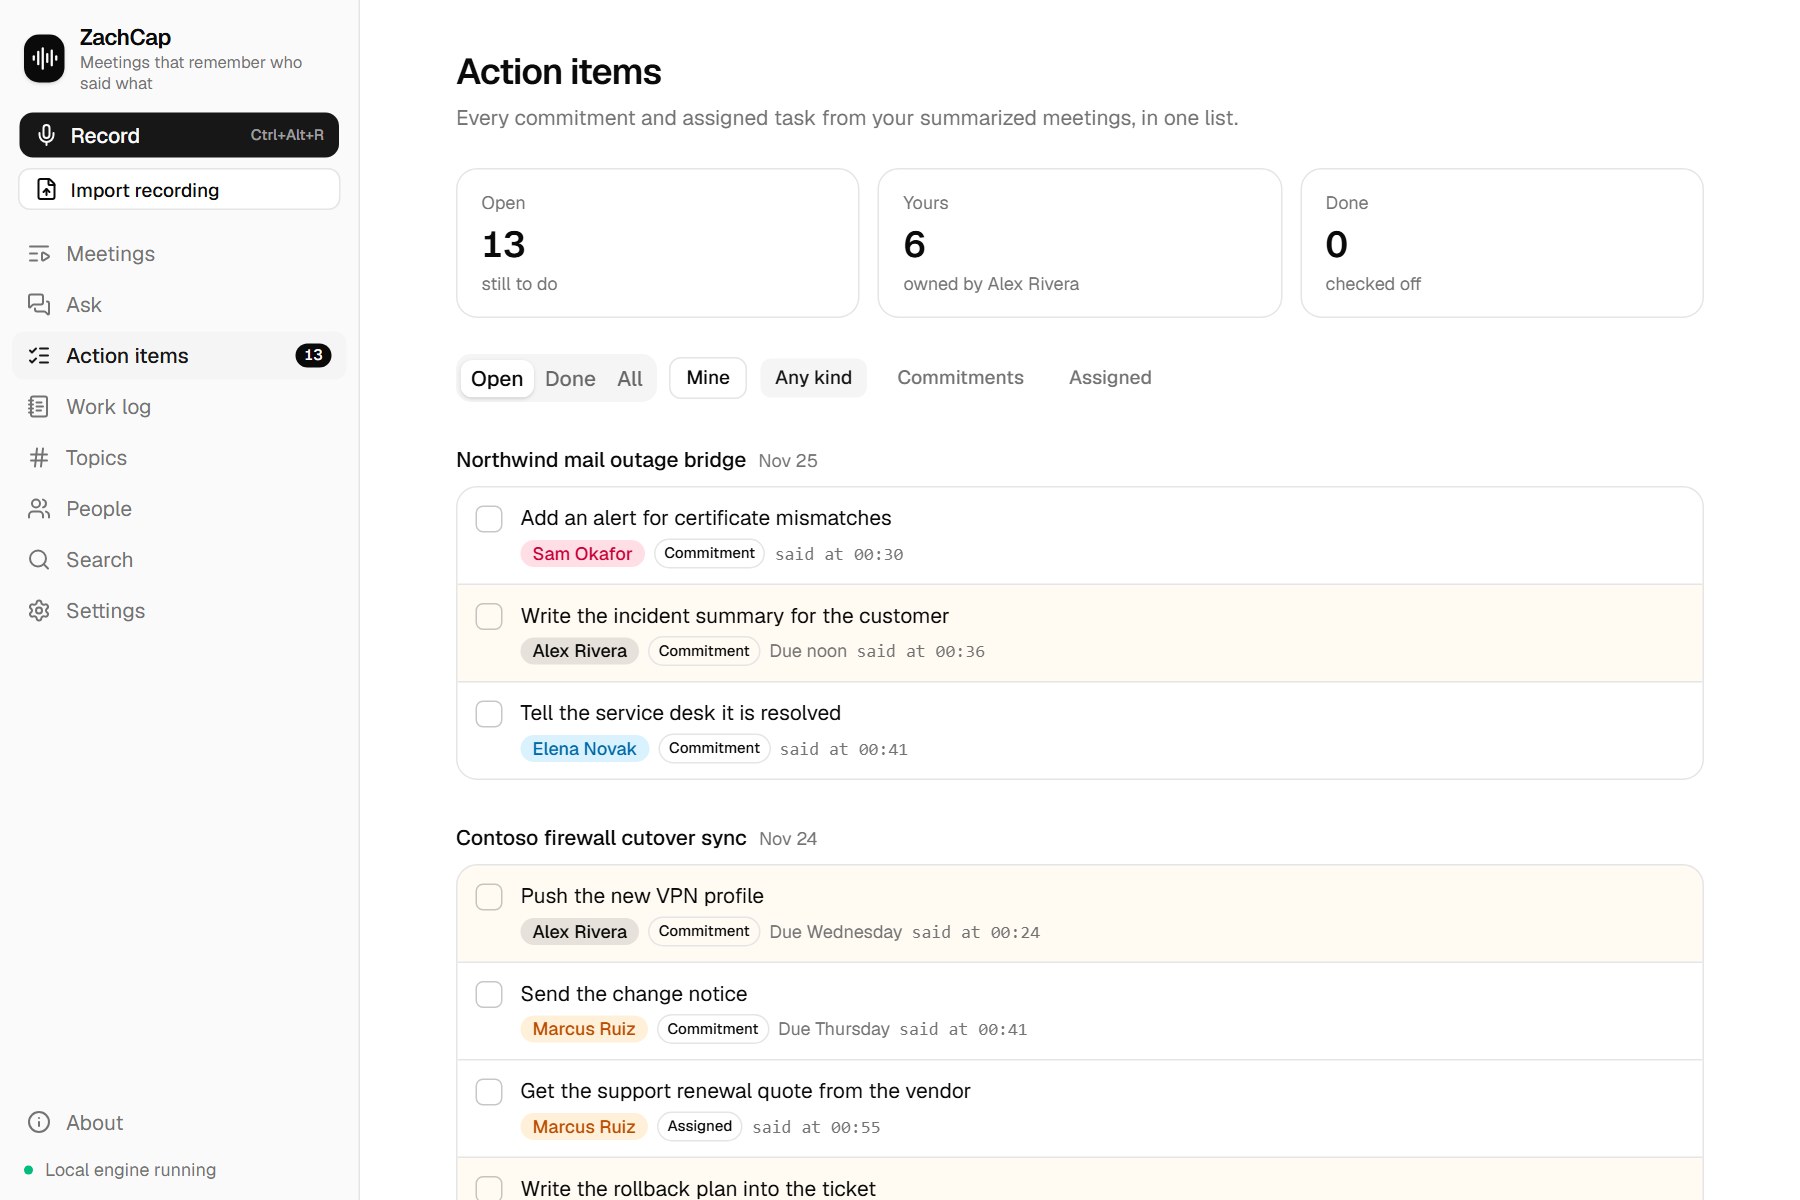 ZachCap
Meetings that remember who
said what
Record Ctrl+Alt+R
Import recording
Meetings
Ask
Action items 13
Work log
Topics
People
Search
Settings
About
Local engine running
Action items
Every commitment and assigned task from your summarized meetings, in one list.
Open
13
still to do
Yours
6
owned by Alex Rivera
Done
0
checked off
Open Done All Mine Any kind Commitments Assigned
Northwind mail outage bridge Nov 25
Add an alert for certificate mismatches
Sam Okafor Commitment said at 00:30
Write the incident summary for the customer
Alex Rivera Commitment Due noon said at 00:36
Tell the service desk it is resolved
Elena Novak Commitment said at 00:41
Contoso firewall cutover sync Nov 24
Push the new VPN profile
Alex Rivera Commitment Due Wednesday said at 00:24
Send the change notice
Marcus Ruiz Commitment Due Thursday said at 00:41
Get the support renewal quote from the vendor
Marcus Ruiz Assigned said at 00:55
Write the rollback plan into the ticket